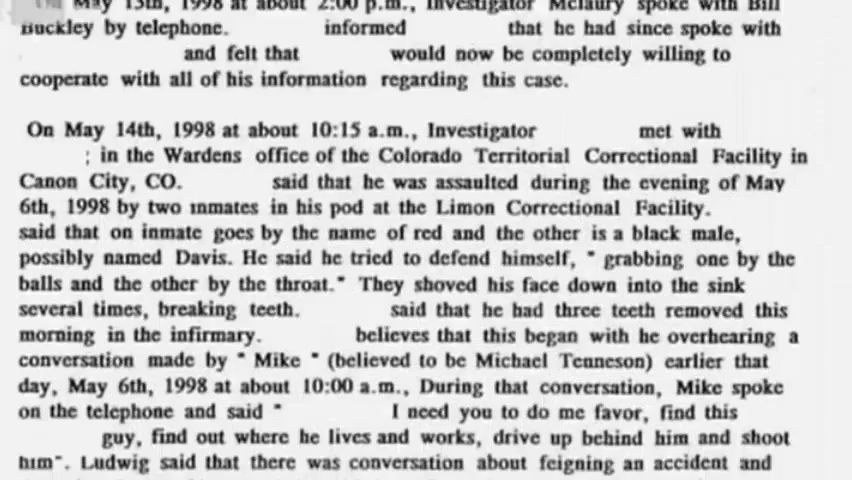 On May 13th, 1998 at about 2:00 p.m., Investigator McLaury spoke with Bill
Buckley by telephone. informed that he had since spoke with
and felt that would now be completely willing to
cooperate with all of his information regarding this case.
On May 14th, 1998 at about 10:15 a.m., Investigator met with
; in the Wardens office of the Colorado Territorial Correctional Facility in
Canon City, CO. said that he was assaulted during the evening of May
6th, 1998 by two inmates in his pod at the Limon Correctional Facility.
said that on inmate goes by the name of red and the other is a black male,
possibly named Davis. He said he tried to defend himself, " grabbing one by the
balls and the other by the throat." They shoved his face down into the sink
several times, breaking teeth. said that he had three teeth removed this
morning in the infirmary. believes that this began with he overhearing a
conversation made by " Mike " (believed to be Michael Tenneson) earlier that
day, May 6th, 1998 at about 10:00 a.m., During that conversation, Mike spoke
on the telephone and said " I need you to do me favor, find this
guy, find out where he lives and works, drive up behind him and shoot
him". Ludwig said that there was conversation about feigning an accident and